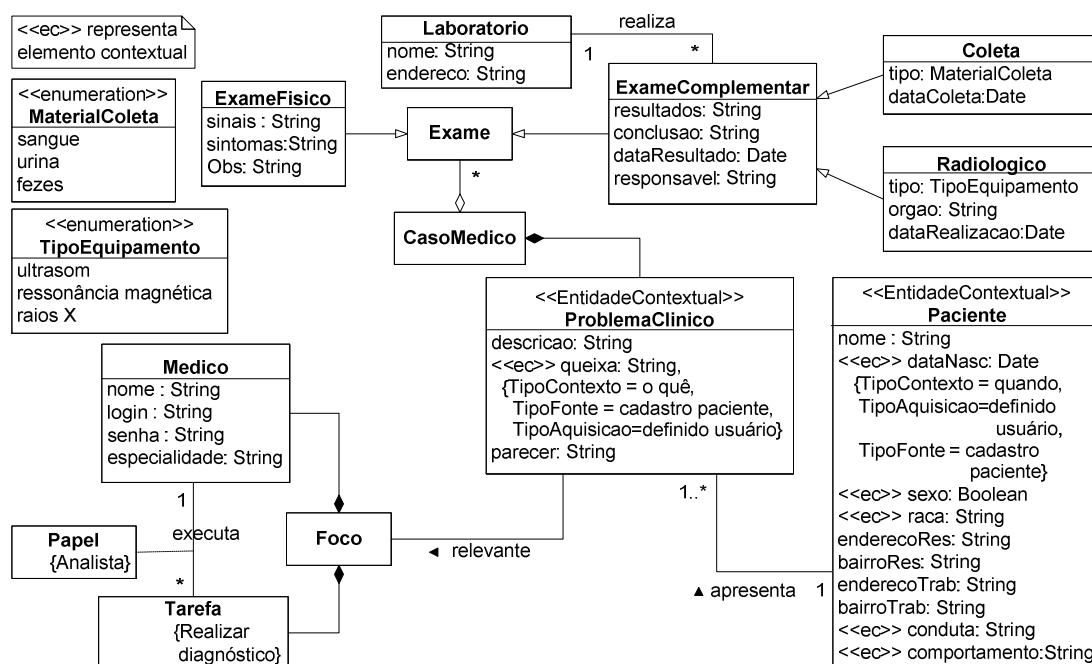 <<ec>> representa
elemento contextual
<<enumeration>>
MaterialColeta
sangue
urina
fezes
<<enumeration>>
TipoEquipamento
ultrasom
ressonância magnética
raios X
ExameFisico
sinais : String
sintomas:String
Obs: String
Laboratorio
nome: String
endereco: String
realiza
1
*
Exame
*
CasoMedico
ExameComplementar
resultados: String
conclusao: String
dataResultado: Date
responsavel: String
Coleta
tipo: MaterialColeta
dataColeta:Date
Radiologico
tipo: TipoEquipamento
orgao: String
dataRealizacao:Date
<<EntidadeContextual>>
ProblemaClinico
descricao: String
<<ec>> queixa: String,
{TipoContexto = o quê,
TipoFonte = cadastro paciente,
TipoAquisicao=definido usuário}
parecer: String
<<EntidadeContextual>>
Paciente
nome : String
<<ec>> dataNasc: Date
{TipoContexto = quando,
TipoAquisicao=definido
usuário,
TipoFonte = cadastro
paciente}
<<ec>> sexo: Boolean
<<ec>> raca: String
enderecoRes: String
bairroRes: String
enderecoTrab: String
bairroTrab: String
<<ec>> conduta: String
<<ec>> comportamento:String
Medico
nome : String
login : String
senha : String
especialidade: String
1
executa
*
Papel
{Analista}
Tarefa
{Realizar
diagnóstico}
Foco
◄ relevante
1..*
▲ apresenta
1